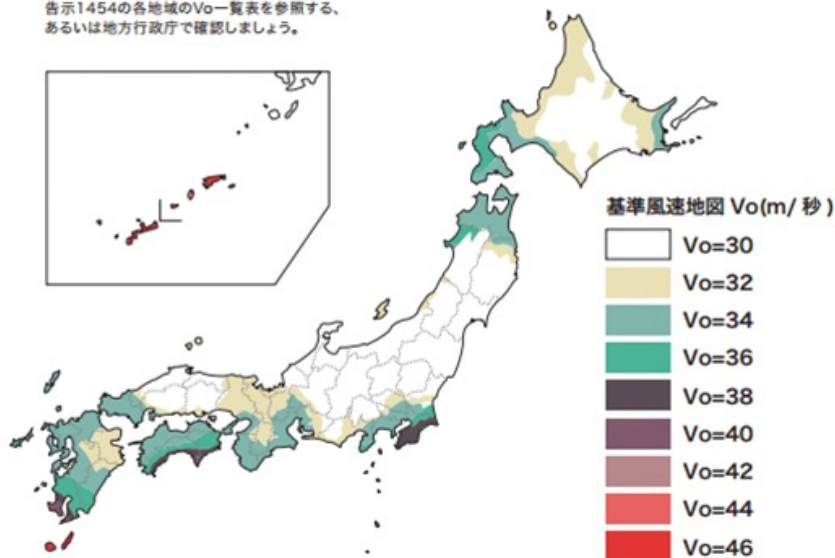 告示1454の各地域のVo一覧表を参照する、
あるいは地方行政庁で確認しましょう。
基準風速地図 Vo(m/ 秒 )
Vo=30
Vo=32
Vo=34
Vo=36
Vo=38
Vo=40
Vo=42
Vo=44
Vo=46